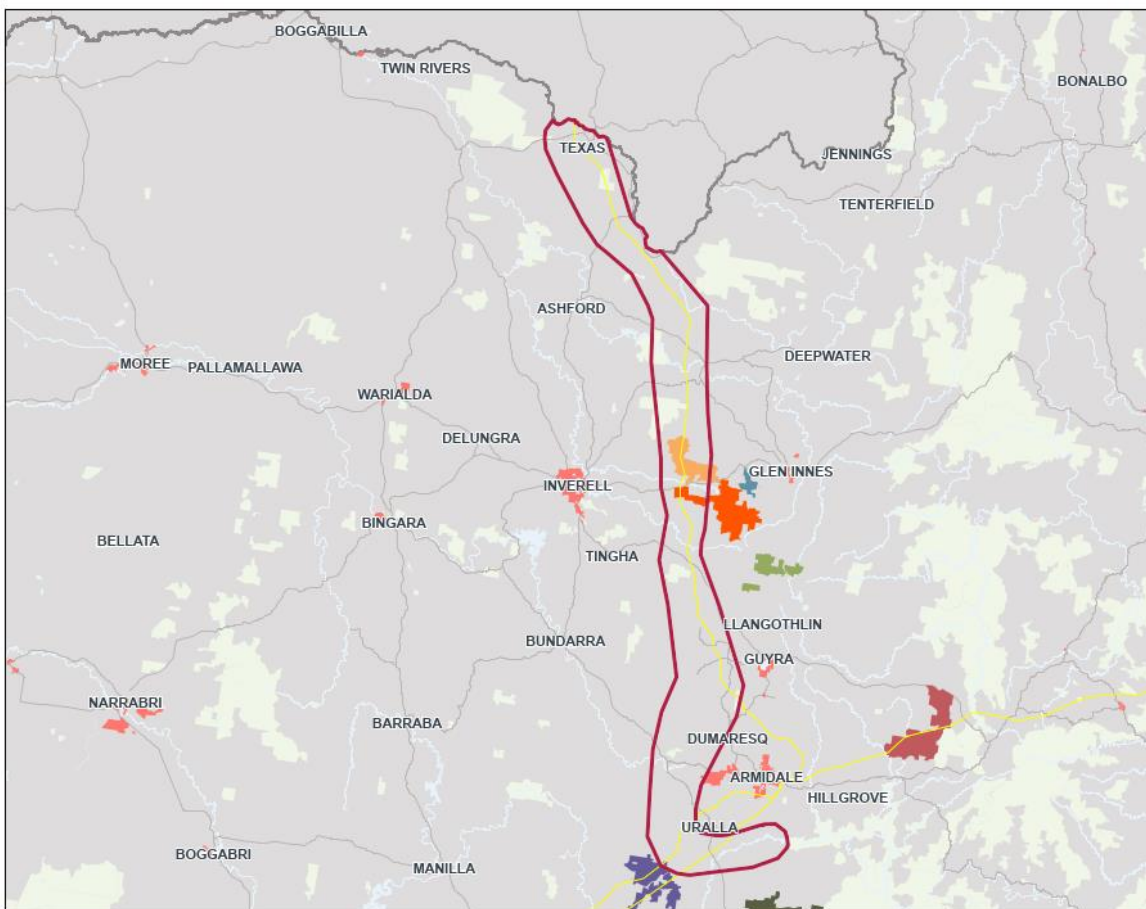 BOGGABILLA
TWIN RIVERS
BONALBO
TEXAS
JENNINGS
TENTERFIELD
ASHFORD
DEEPWATER
MOREE
PALLAMALLAWA
WARIALDA
DELUNGRA
GLEN INNES
INVERELL
BINGARA
BELLATA
TINGHA
LLANGOTHLIN
BUNDARRA
GUYRA
NARRABRI
BARRABA
DUMARESQ
ARMIDALE
HILLGROVE
URALLA
BOGGABRI
MANILLA